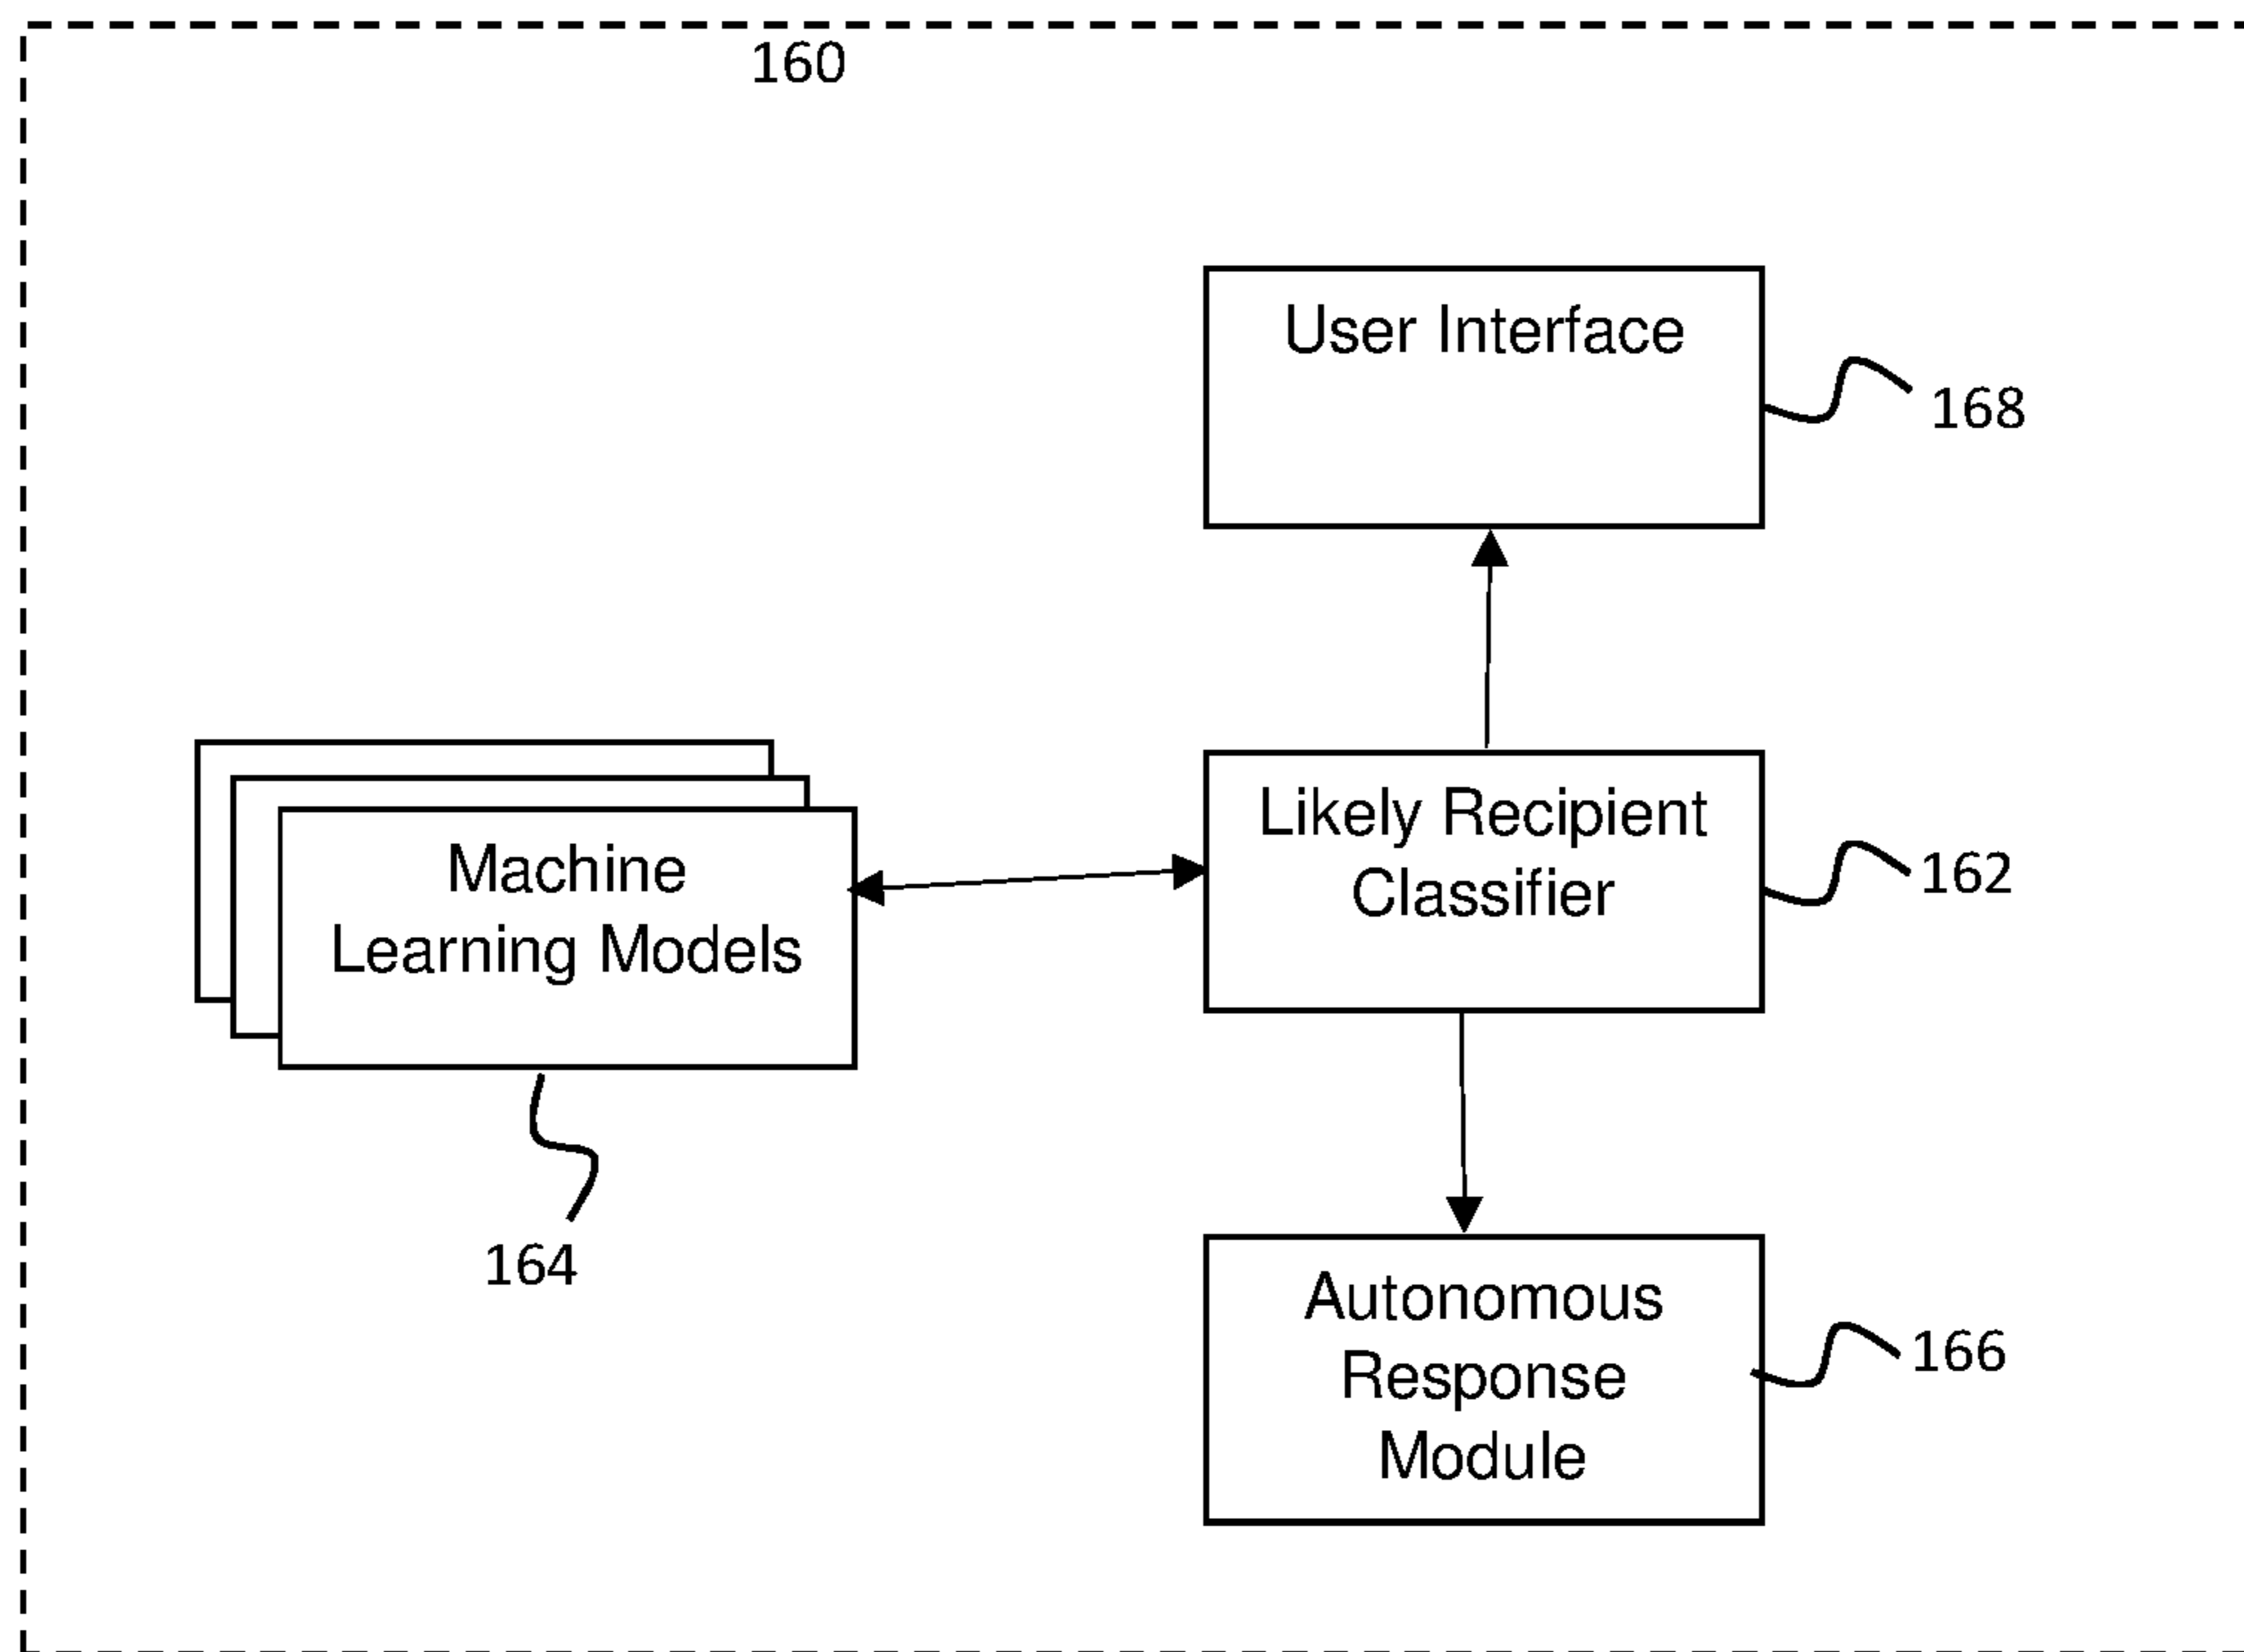 160
User Interface
168
Likely Recipient
Classifier
162
Machine
Learning Models
164
Autonomous
Response
Module
166